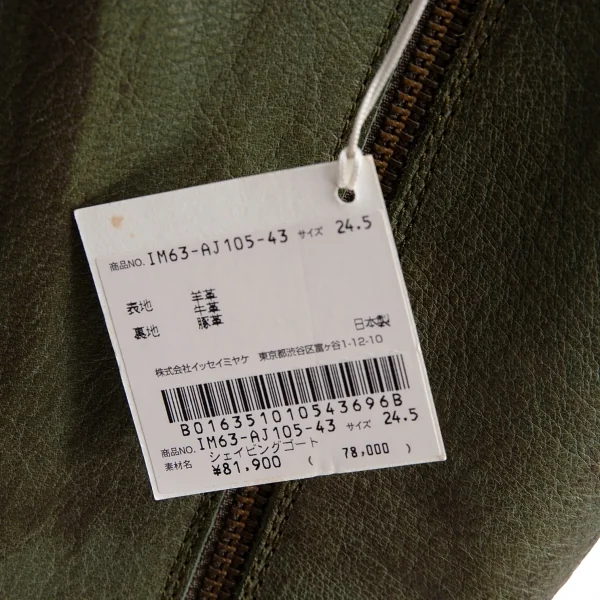 商品NO. IM63-AJ105-43 サイズ 24.5
表地 羊革
牛革
裏地 豚革
日本製
株式会社イッセイミヤケ 東京都渋谷区富ヶ谷1-12-10
B016351010543696B
商品NO. IM63-AJ105-43 サイズ 24.5
シェイビングゴート
素材名
¥81,900 ( 78,000 )